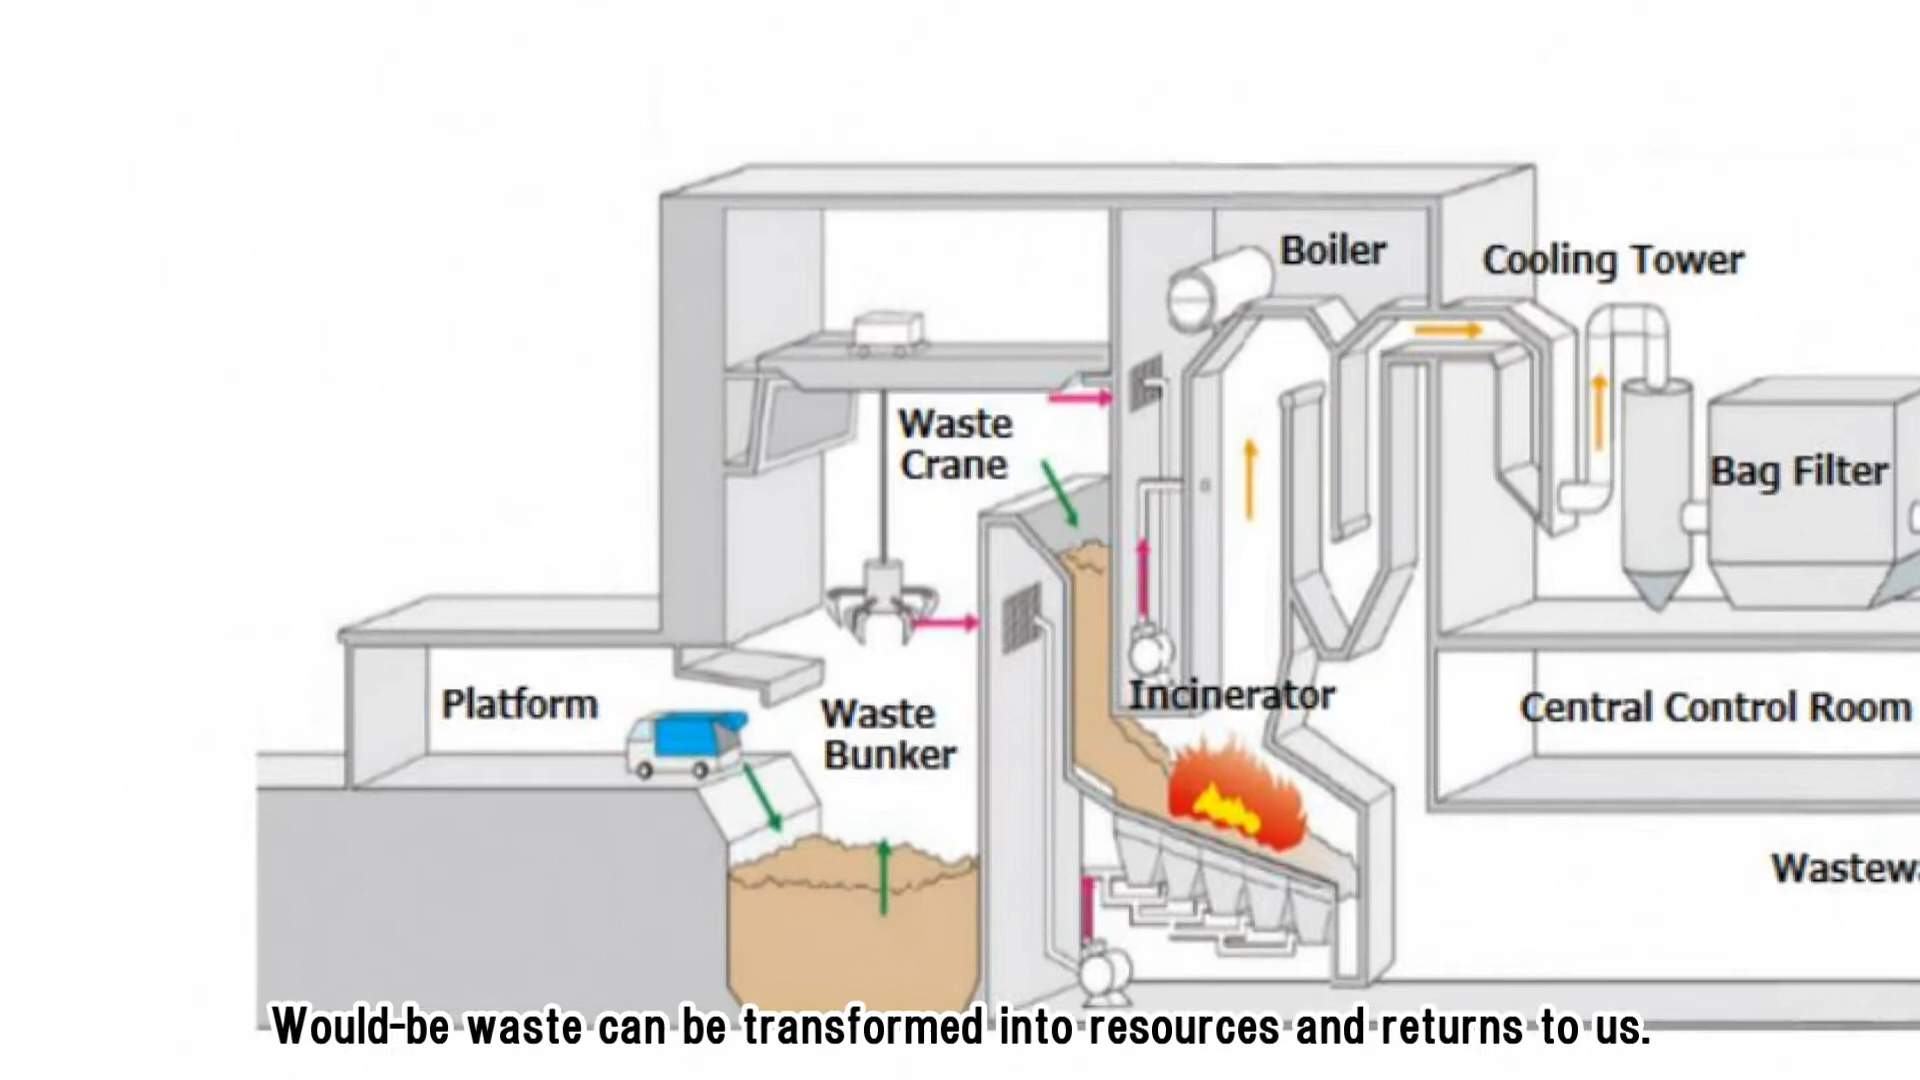 Boiler
Cooling Tower
Waste
Crane
Bag Filter
Platform
Waste
Bunker
Incinerator
Central Control Room
Would-be waste can be transformed into resources and returns to us.